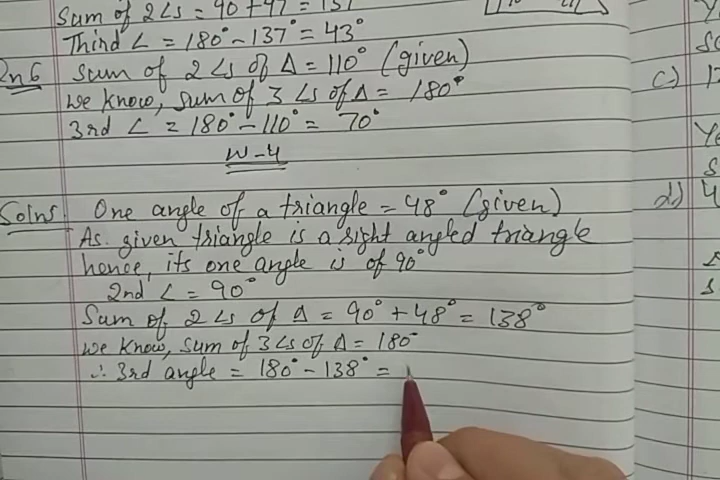 Sum of 2∠s = 90 + 47 = 137°
Third ∠ = 180° - 137° = 43°
Qn 6 Sum of 2∠s of Δ = 110° (given)
We know, sum of 3 ∠s of Δ = 180°
3rd ∠ = 180° - 110° = 70°
W-4
Solns One angle of a triangle = 48° (given)
As given triangle is a right angled triangle
hence, its one angle is of 90°
2nd ∠ = 90°
Sum of 2∠s of Δ = 90° + 48° = 138°
We know, sum of 3∠s of Δ = 180°
∴ 3rd angle = 180° - 138° =
c)
d) 4